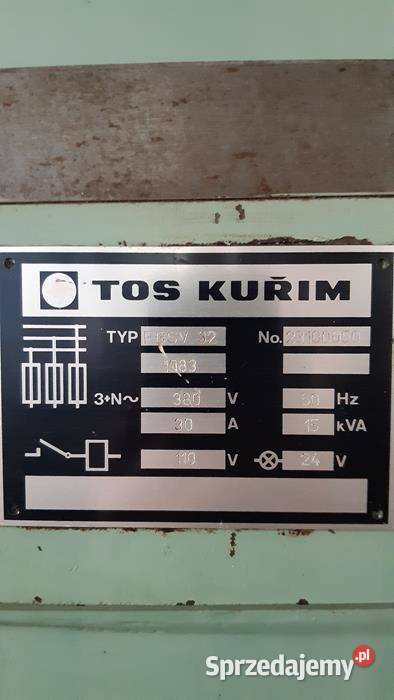 TOS KUŘIM
TYP No.
1983
3+N~ 380 V 50 Hz
30 A 15 kVA
110 V 24 V
Sprzedajemy.pl